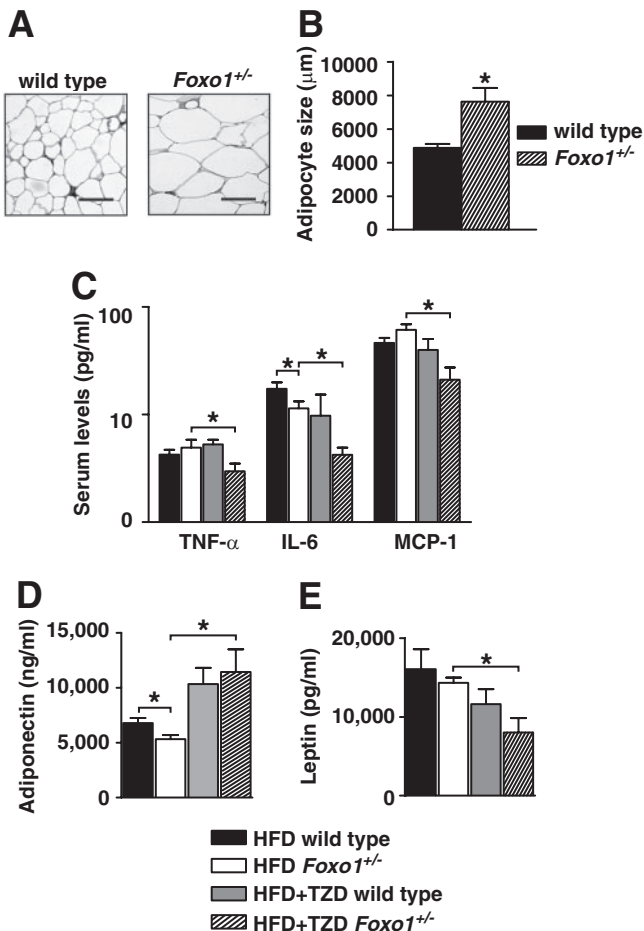 A
wild type Foxo1+/-
B
Adipocyte size (μm)
10000
8000
6000
4000
2000
0
*
wild type
Foxo1+/-
C
Serum levels (pg/ml)
100
10
0
* * * *
TNF-α IL-6 MCP-1
D
Adiponectin (ng/ml)
15,000
10,000
5,000
0
* *
E
Leptin (pg/ml)
20,000
10,000
0
*
HFD wild type
HFD Foxo1+/-
HFD+TZD wild type
HFD+TZD Foxo1+/-